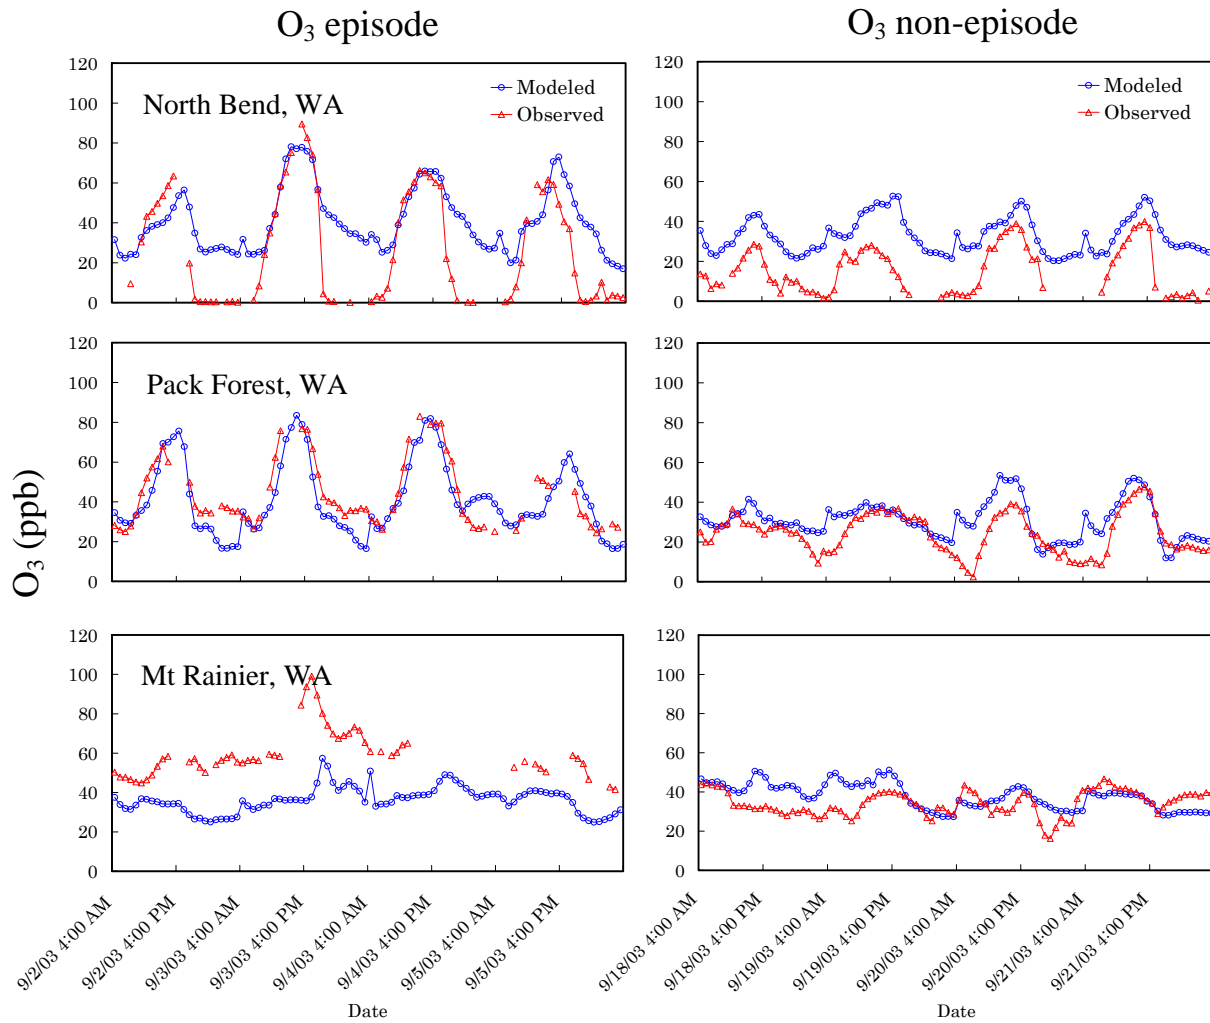 O₃ episode
O₃ non-episode
120
100
80
60
40
20
0
North Bend, WA
Modeled
Observed
120
100
80
60
40
20
0
Modeled
Observed
120
100
80
60
40
20
0
Pack Forest, WA
120
100
80
60
40
20
0
O₃ (ppb)
120
100
80
60
40
20
0
Mt Rainier, WA
120
100
80
60
40
20
0
9/2/03 4:00 AM
9/2/03 4:00 PM
9/3/03 4:00 AM
9/3/03 4:00 PM
9/4/03 4:00 AM
9/4/03 4:00 PM
9/5/03 4:00 AM
9/5/03 4:00 PM
Date
9/18/03 4:00 AM
9/18/03 4:00 PM
9/19/03 4:00 AM
9/19/03 4:00 PM
9/20/03 4:00 AM
9/20/03 4:00 PM
9/21/03 4:00 AM
9/21/03 4:00 PM
Date